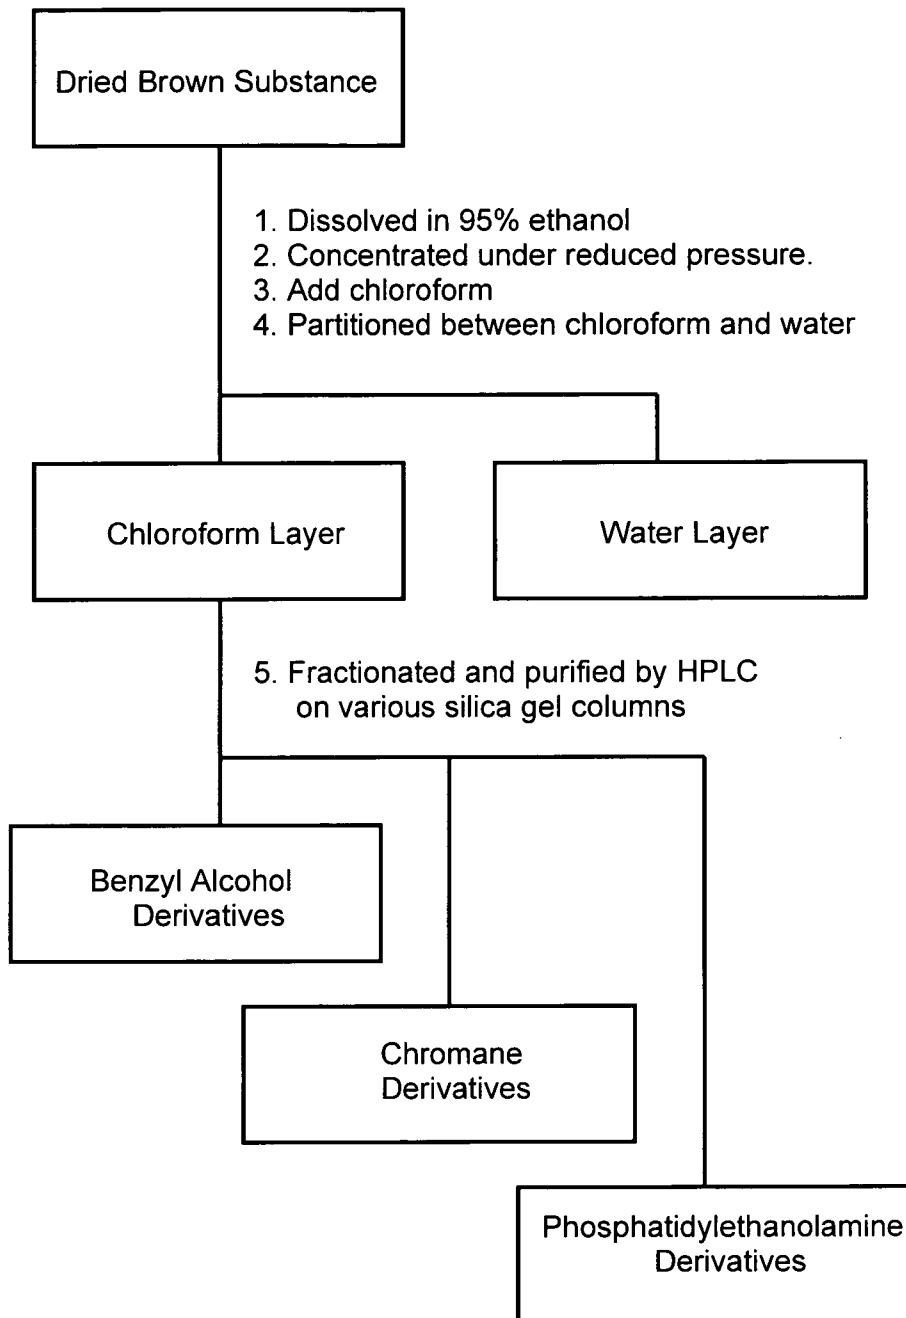 Dried Brown Substance
1. Dissolved in 95% ethanol
2. Concentrated under reduced pressure.
3. Add chloroform
4. Partitioned between chloroform and water
Chloroform Layer
Water Layer
5. Fractionated and purified by HPLC
on various silica gel columns
Benzyl Alcohol
Derivatives
Chromane
Derivatives
Phosphatidylethanolamine
Derivatives